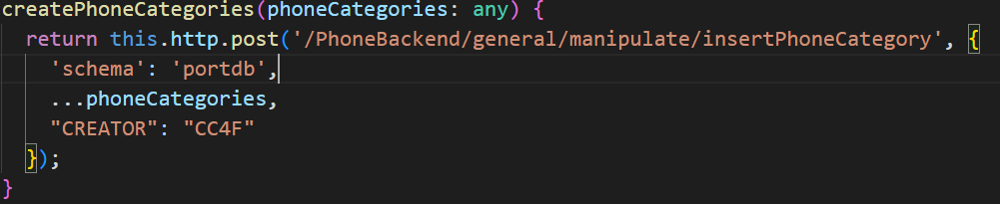 createPhoneCategories(phoneCategories: any) {
return this.http.post('/PhoneBackend/general/manipulate/insertPhoneCategory', {
'schema': 'portdb',
...phoneCategories,
"CREATOR": "CC4F"
});
}